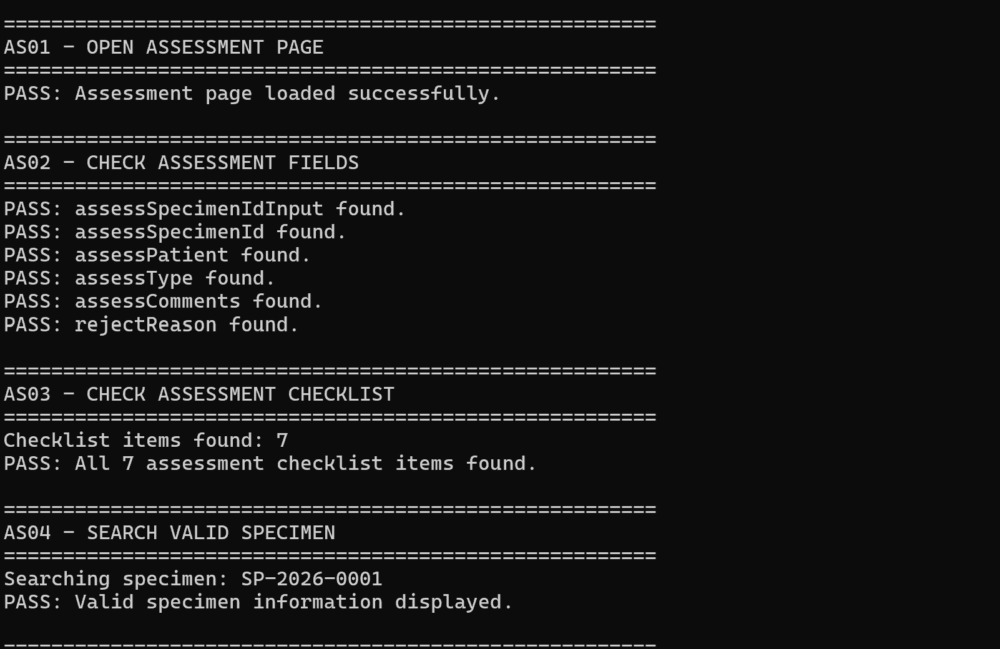 =======================================================
AS01 - OPEN ASSESSMENT PAGE
=======================================================
PASS: Assessment page loaded successfully.
=======================================================
AS02 - CHECK ASSESSMENT FIELDS
=======================================================
PASS: assessSpecimenIdInput found.
PASS: assessSpecimenId found.
PASS: assessPatient found.
PASS: assessType found.
PASS: assessComments found.
PASS: rejectReason found.
=======================================================
AS03 - CHECK ASSESSMENT CHECKLIST
=======================================================
Checklist items found: 7
PASS: All 7 assessment checklist items found.
=======================================================
AS04 - SEARCH VALID SPECIMEN
=======================================================
Searching specimen: SP-2026-0001
PASS: Valid specimen information displayed.
=======================================================